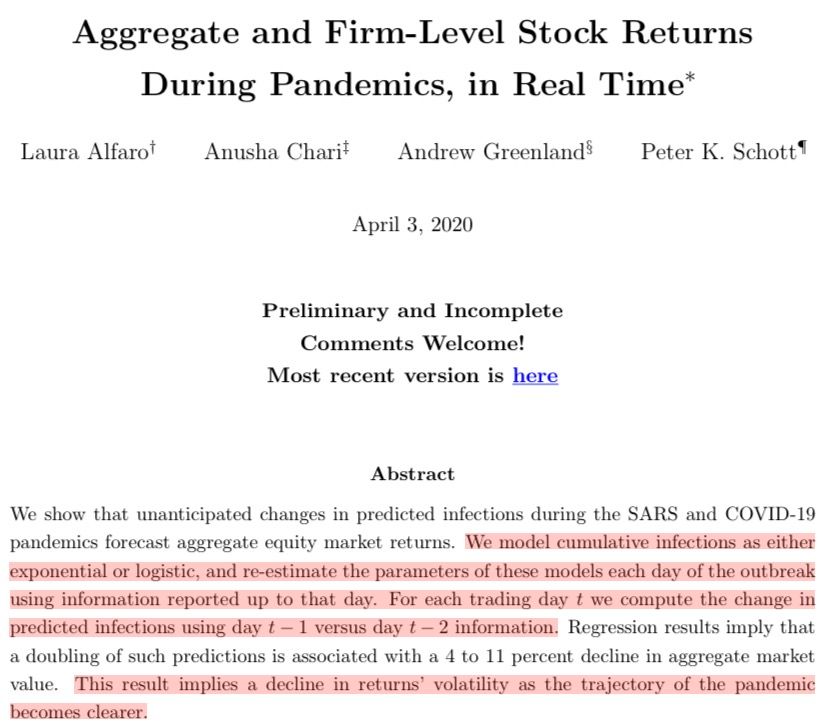 Aggregate and Firm-Level Stock Returns
During Pandemics, in Real Time*
Laura Alfaro† Anusha Chari‡ Andrew Greenland§ Peter K. Schott¶
April 3, 2020
Preliminary and Incomplete
Comments Welcome!
Most recent version is here
Abstract
We show that unanticipated changes in predicted infections during the SARS and COVID-19
pandemics forecast aggregate equity market returns. We model cumulative infections as either
exponential or logistic, and re-estimate the parameters of these models each day of the outbreak
using information reported up to that day. For each trading day t we compute the change in
predicted infections using day t − 1 versus day t − 2 information. Regression results imply that
a doubling of such predictions is associated with a 4 to 11 percent decline in aggregate market
value. This result implies a decline in returns' volatility as the trajectory of the pandemic
becomes clearer.